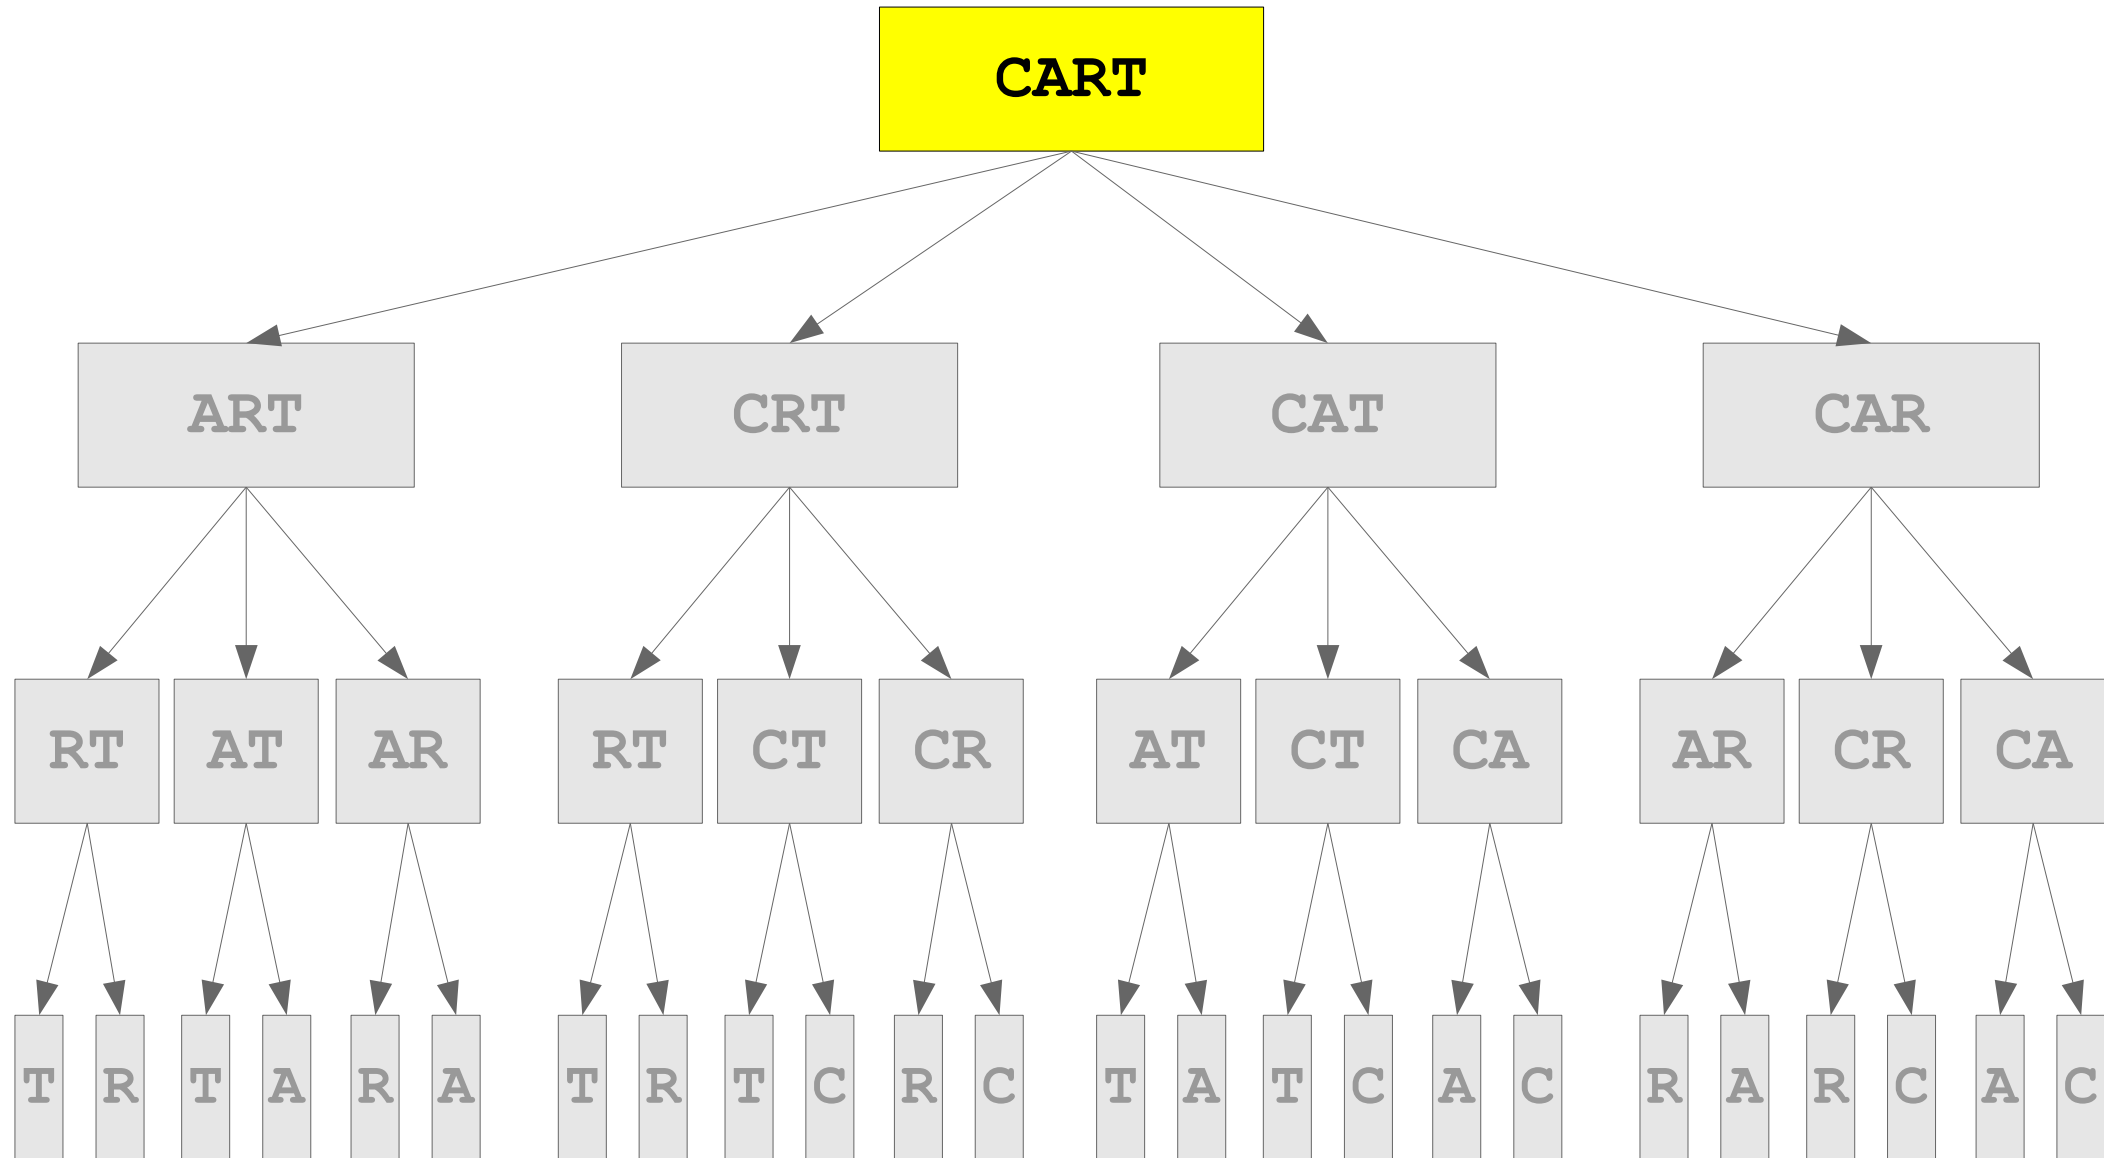 CART
ART CRT CAT CAR
RT AT AR RT CT CR AT CT CA AR CR CA
T R T A R A T R T C R C T A T C A C R A R C A C